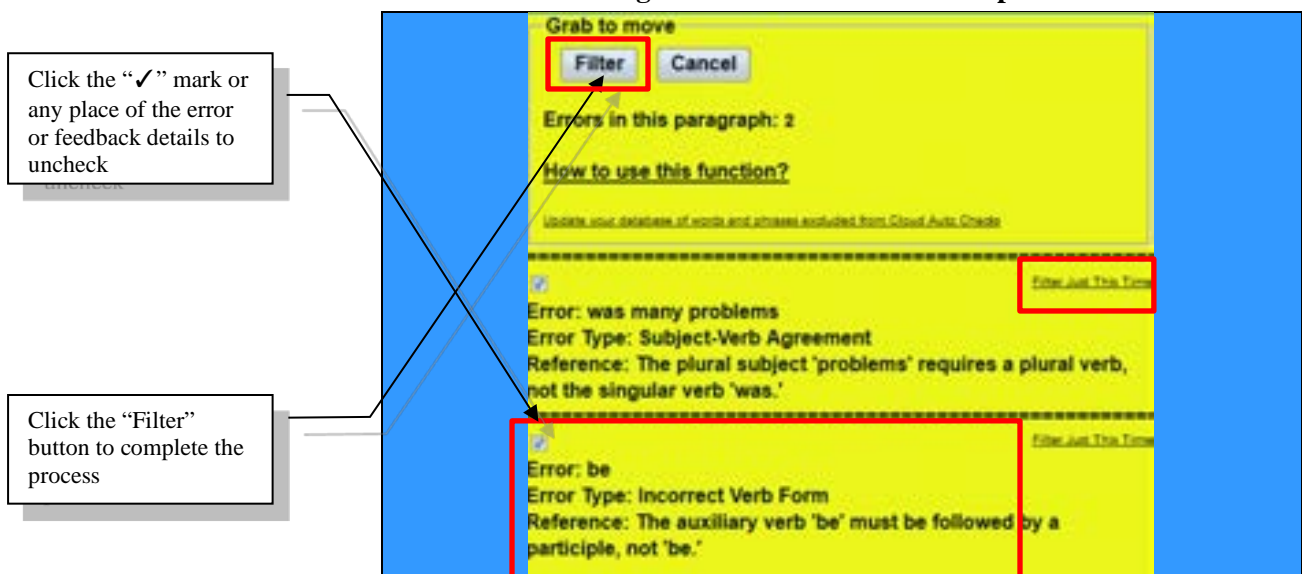 Grab to move
Filter Cancel
Click the “✓” mark or
any place of the error
or feedback details to
uncheck
Errors in this paragraph: 2
How to use this function?
Update your database of words and phrases excluded from Cloud Auto Checks
Filter Just This Time
Error: was many problems
Error Type: Subject-Verb Agreement
Reference: The plural subject 'problems' requires a plural verb,
not the singular verb 'was.'
Click the “Filter”
button to complete the
process
Filter Just This Time
Error: be
Error Type: Incorrect Verb Form
Reference: The auxiliary verb 'be' must be followed by a
participle, not 'be.'